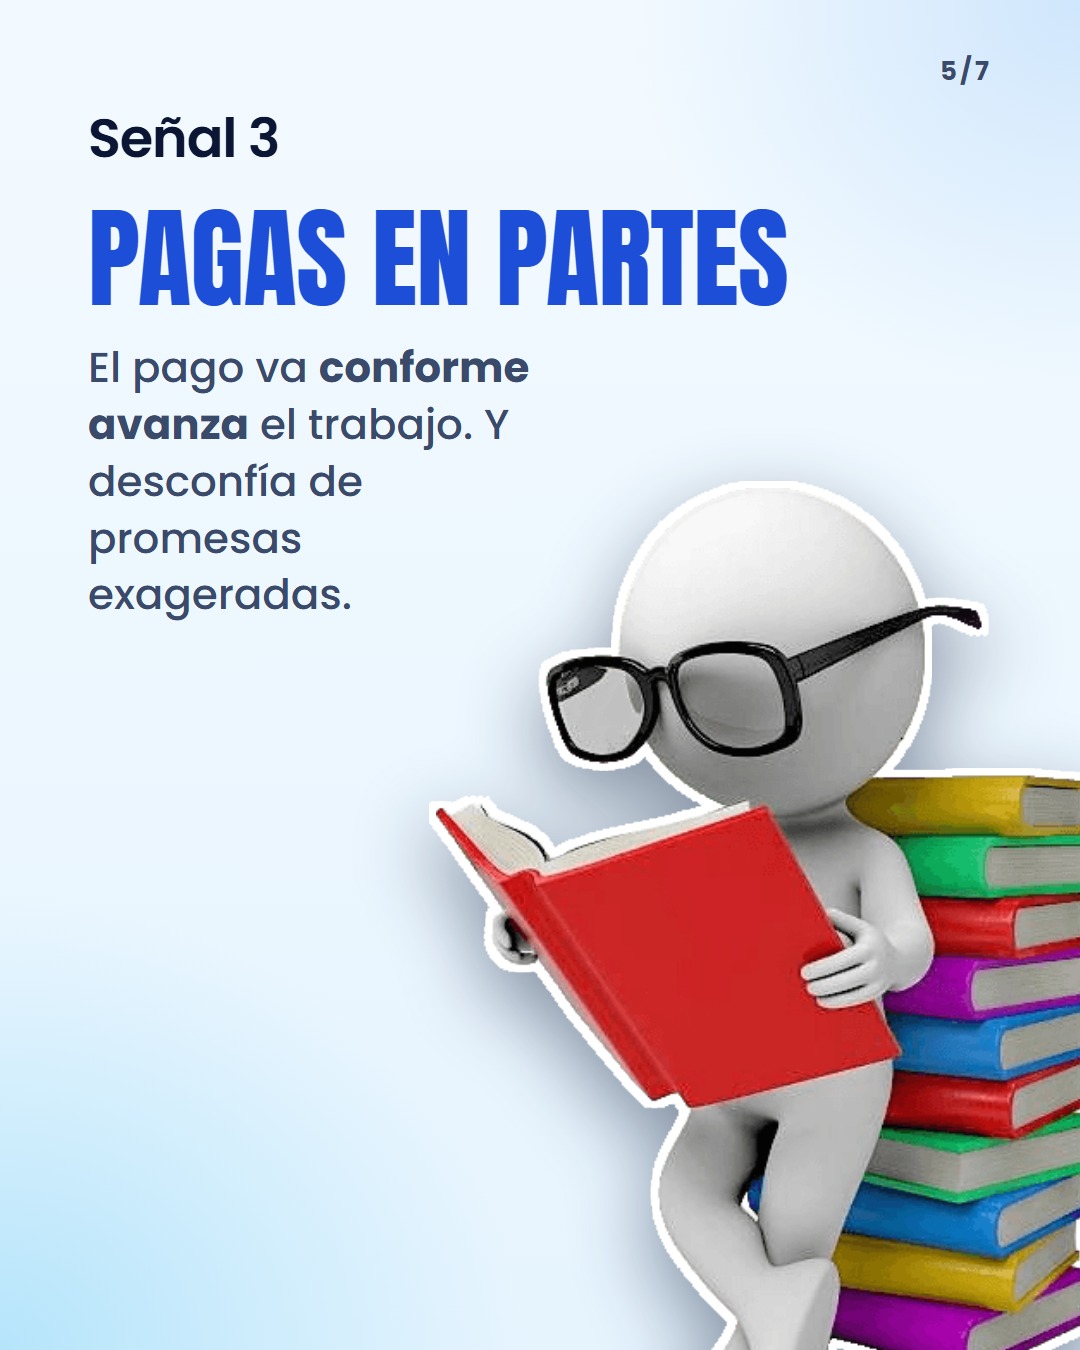 5/7
Señal 3
PAGAS EN PARTES
El pago va conforme
avanza el trabajo. Y
desconfía de
promesas
exageradas.